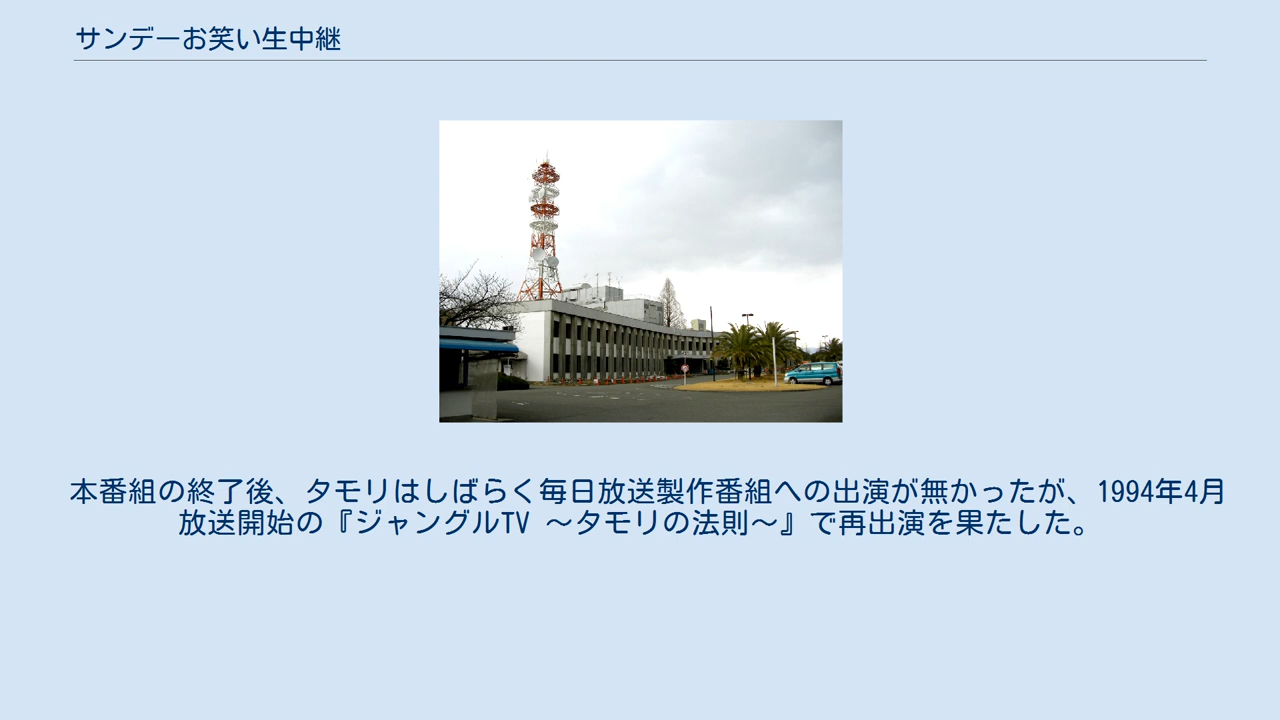 サンデーお笑い生中継
本番組の終了後、タモリはしばらく毎日放送製作番組への出演が無かったが、1994年4月
放送開始の『ジャングルTV ～タモリの法則～』で再出演を果たした。